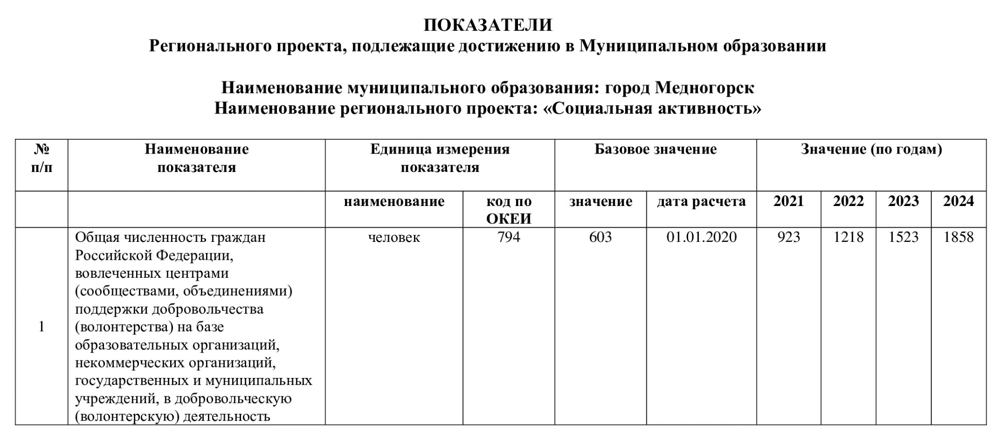 ПОКАЗАТЕЛИ
Регионального проекта, подлежащие достижению в Муниципальном образовании
Наименование муниципального образования: город Медногорск
Наименование регионального проекта: «Социальная активность»
№ п/п
Наименование показателя
Единица измерения показателя
Базовое значение
Значение (по годам)
наименование
код по ОКЕИ
значение
дата расчета
2021
2022
2023
2024
1
Общая численность граждан
Российской Федерации,
вовлеченных центрами
(сообществами, объединениями)
поддержки добровольчества
(волонтерства) на базе
образовательных организаций,
некоммерческих организаций,
государственных и муниципальных
учреждений, в добровольческую
(волонтерскую) деятельность
человек
794
603
01.01.2020
923
1218
1523
1858